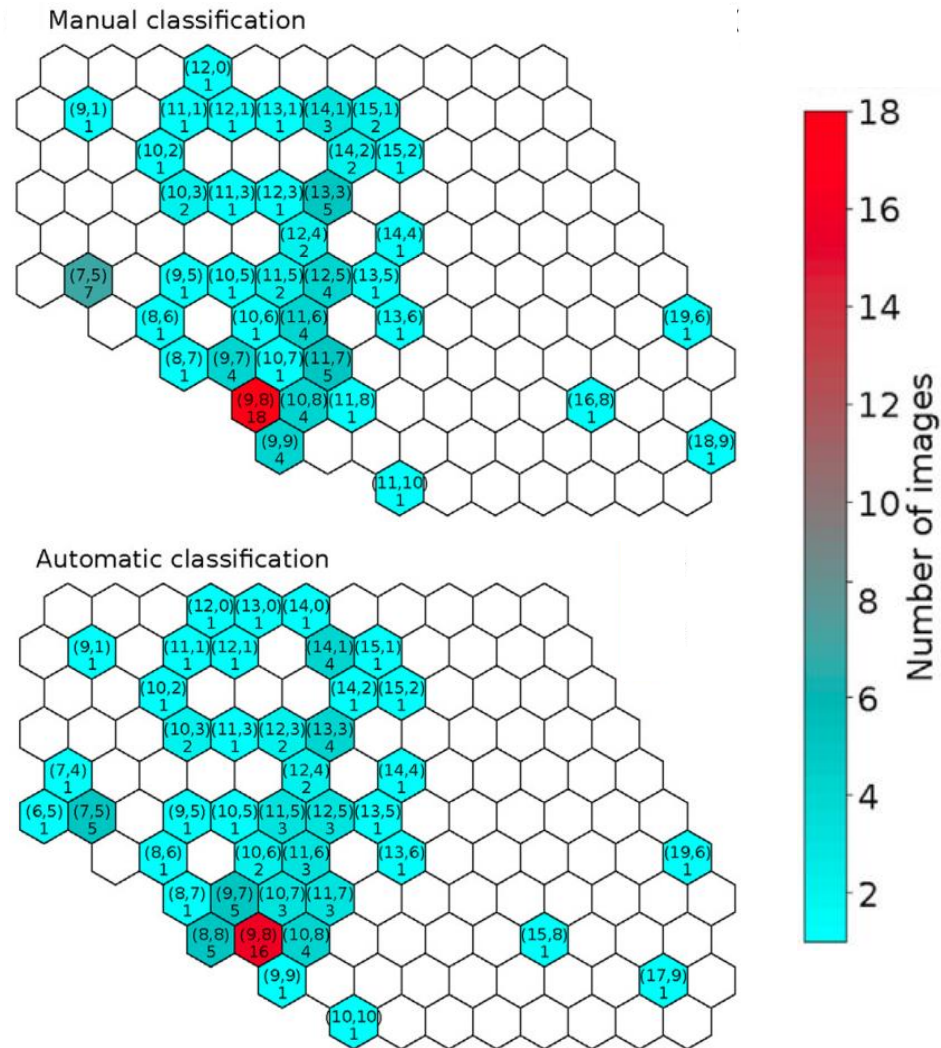 Manual classification
(12,0)
1
(9,1) (11,1) (12,1) (13,1) (14,1) (15,1)
1 1 1 1 3 2
(10,2) (14,2) (15,2)
1 2 1
(10,3) (11,3) (12,3) (13,3)
2 1 1 5
(12,4) (14,4)
2 1
(7,5) (9,5) (10,5) (11,5) (12,5) (13,5)
7 1 1 2 4 1
(8,6) (10,6) (11,6) (13,6) (19,6)
1 1 4 1 1
(8,7) (9,7) (10,7) (11,7)
1 4 1 5
(9,8) (10,8) (11,8) (16,8)
18 4 1 1
(9,9) (18,9)
4 1
(11,10)
1
Automatic classification
(12,0) (13,0) (14,0)
1 1 1
(9,1) (11,1) (12,1) (14,1) (15,1)
1 1 1 4 1
(10,2) (14,2) (15,2)
1 1 1
(10,3) (11,3) (12,3) (13,3)
2 1 2 4
(7,4) (12,4) (14,4)
1 2 1
(6,5) (7,5) (9,5) (10,5) (11,5) (12,5) (13,5)
1 5 1 1 3 3 1
(8,6) (10,6) (11,6) (13,6) (19,6)
1 2 3 1 1
(8,7) (9,7) (10,7) (11,7)
1 5 3 3
(8,8) (9,8) (10,8) (15,8)
5 16 4 1
(9,9) (17,9)
1 1
(10,10)
1
18
16
14
12
10
8
6
4
2
Number of images